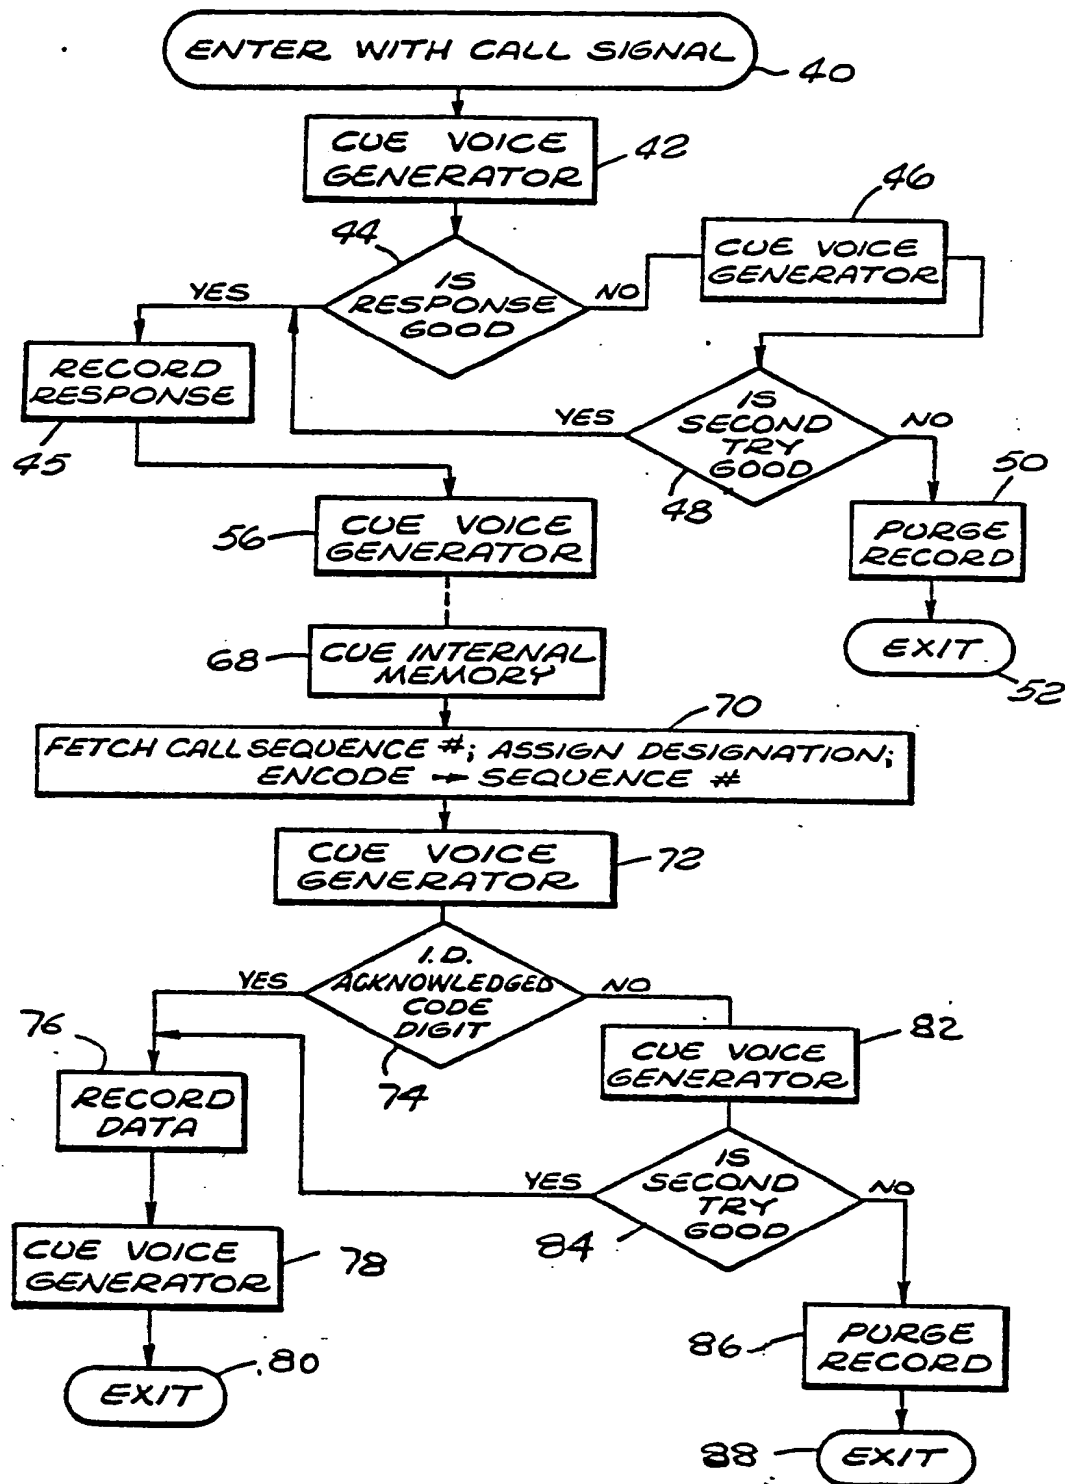 ENTER WITH CALL SIGNAL
40
CUE VOICE
GENERATOR
42
46
44
CUE VOICE
GENERATOR
IS
RESPONSE
GOOD
YES
NO
RECORD
RESPONSE
45
IS
SECOND
TRY
GOOD
YES
NO
48
50
CUE VOICE
GENERATOR
56
PURGE
RECORD
EXIT
52
CUE INTERNAL
MEMORY
68
70
FETCH CALL SEQUENCE #; ASSIGN DESIGNATION;
ENCODE → SEQUENCE #
CUE VOICE
GENERATOR
72
I.D.
ACKNOWLEDGED
CODE
DIGIT
YES
NO
74
76
82
CUE VOICE
GENERATOR
RECORD
DATA
IS
SECOND
TRY
GOOD
YES
NO
84
CUE VOICE
GENERATOR
78
86
PURGE
RECORD
80
EXIT
88
EXIT